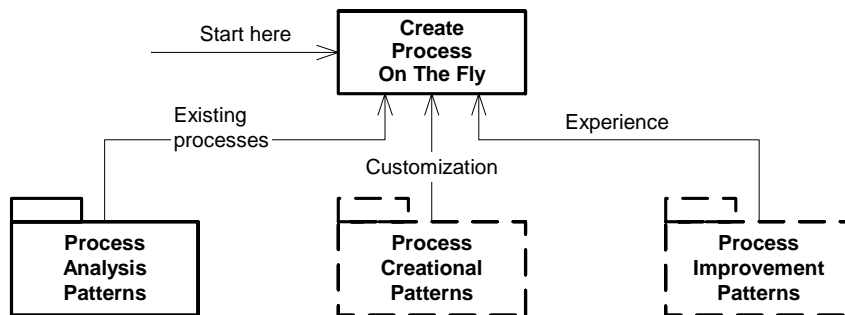 Start here
Create
Process
On The Fly
Existing
processes
Customization
Experience
Process
Analysis
Patterns
Process
Creational
Patterns
Process
Improvement
Patterns